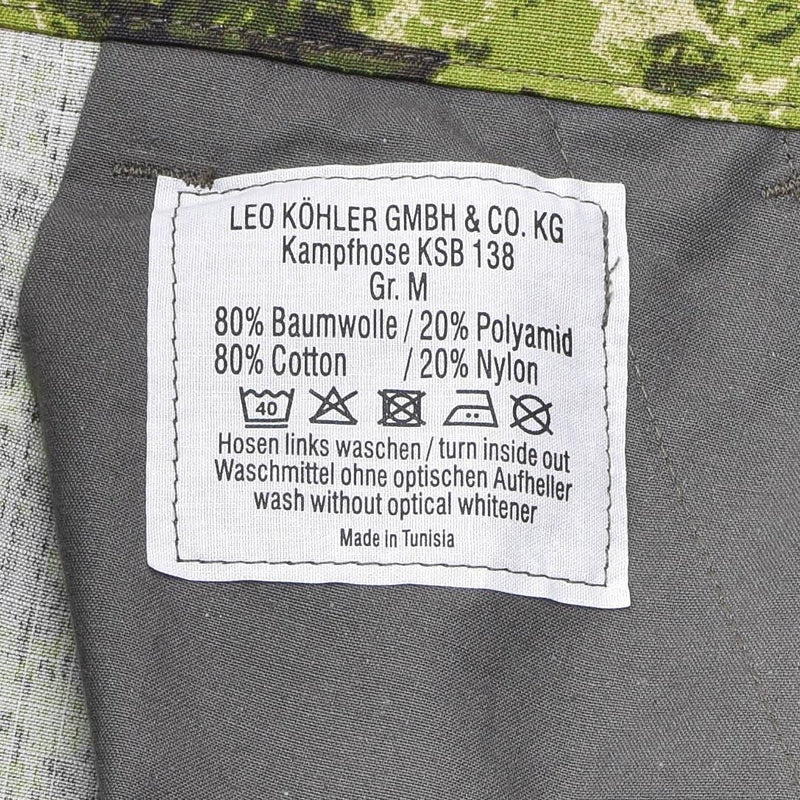 LEO KÖHLER GMBH & CO. KG
Kampfhose KSB 138
Gr. M
80% Baumwolle / 20% Polyamid
80% Cotton / 20% Nylon
40
Hosen links waschen / turn inside out
Waschmittel ohne optischen Aufheller
wash without optical whitener
Made in Tunisia